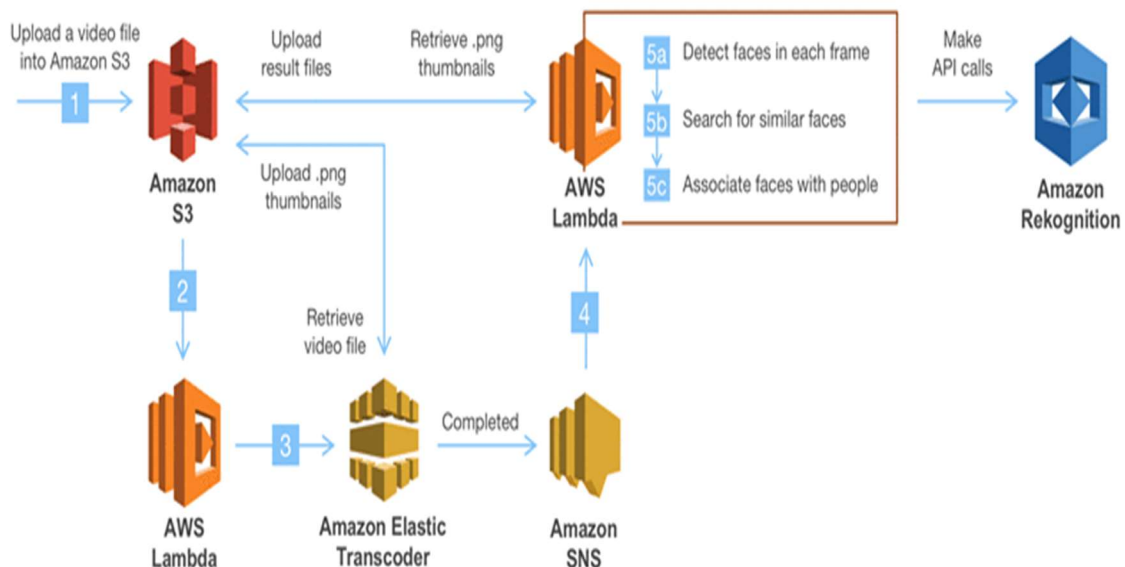 Upload a video file
into Amazon S3
1
Upload
result files
Retrieve .png
thumbnails
5a
Detect faces in each frame
5b
Search for similar faces
5c
Associate faces with people
Make
API calls
Amazon
S3
Upload .png
thumbnails
AWS
Lambda
Amazon
Rekognition
2
Retrieve
video file
4
3
Completed
AWS
Lambda
Amazon Elastic
Transcoder
Amazon
SNS